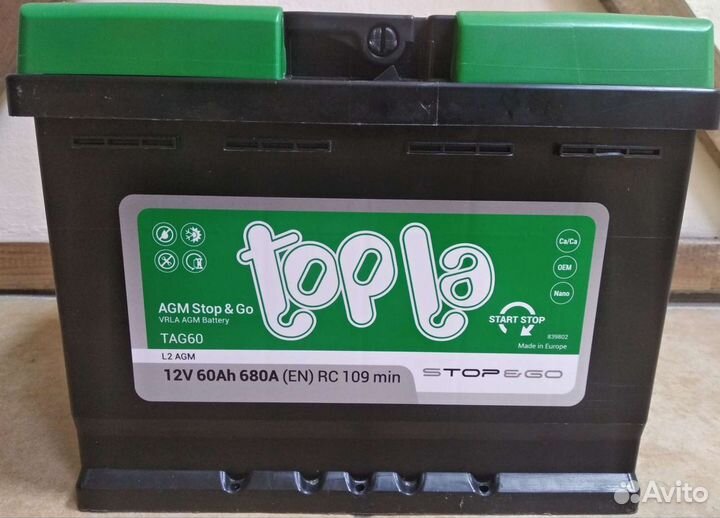 topla
Ca/Ca
OEM
Nano
AGM Stop & Go
VRLA AGM Battery
TAG60
L2 AGM
12V 60Ah 680A (EN) RC 109 min
START STOP
839802
Made in Europe
STOP&GO
Avito